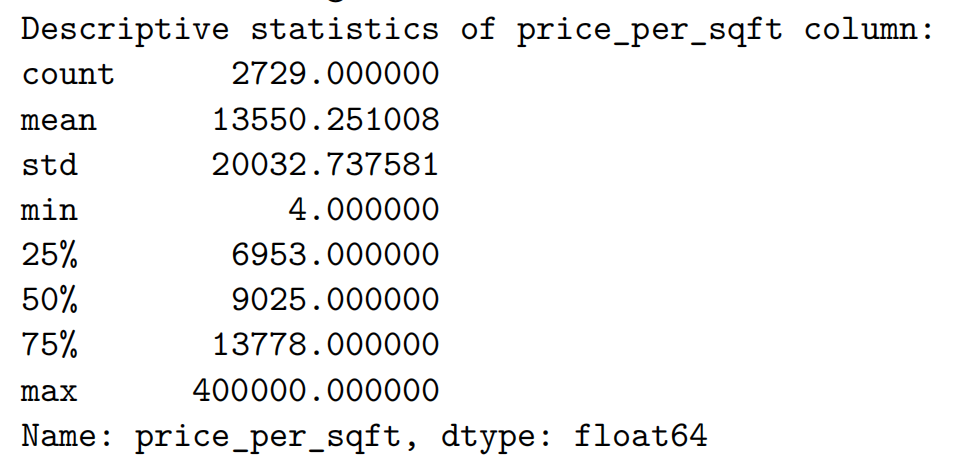 Descriptive statistics of price_per_sqft column:
count 2729.000000
mean 13550.251008
std 20032.737581
min 4.000000
25% 6953.000000
50% 9025.000000
75% 13778.000000
max 400000.000000
Name: price_per_sqft, dtype: float64